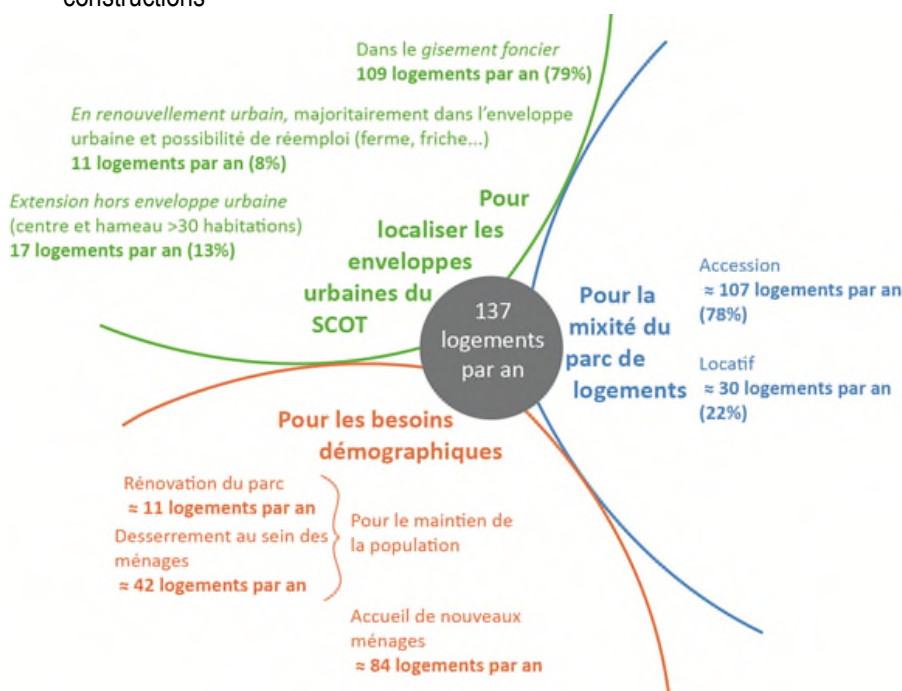 constructions
Dans le gisement foncier
109 logements par an (79%)
En renouvellement urbain, majoritairement dans l'enveloppe
urbaine et possibilité de réemploi (ferme, friche...)
11 logements par an (8%)
Extension hors enveloppe urbaine
(centre et hameau >30 habitations)
17 logements par an (13%)
Pour
localiser les
enveloppes
urbaines du
SCOT
137
logements
par an
Pour la
mixité du
parc de
logements
Accession
≈ 107 logements par an
(78%)
Locatif
≈ 30 logements par an
(22%)
Pour les besoins
démographiques
Rénovation du parc
≈ 11 logements par an
Desserrement au sein des
ménages
≈ 42 logements par an
Pour le maintien de
la population
Accueil de nouveaux
ménages
≈ 84 logements par an